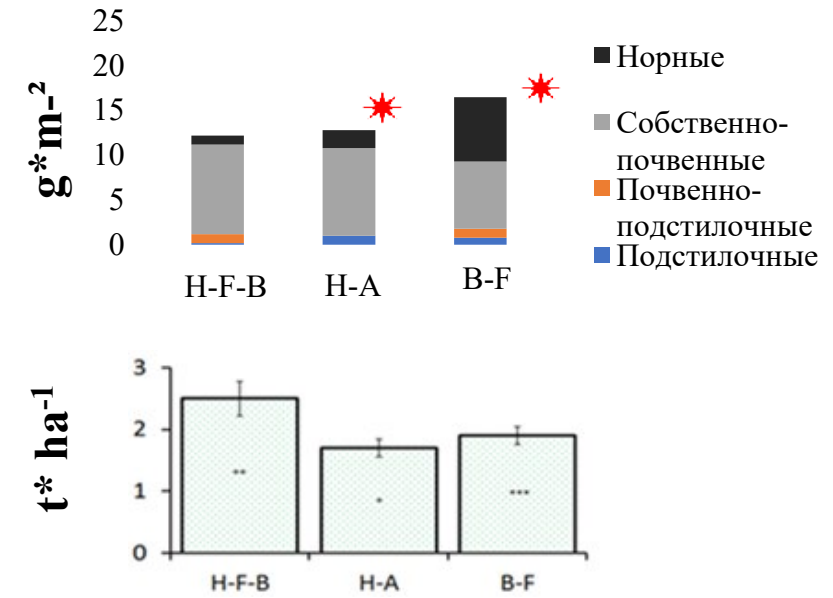 25
20
15
10
5
0
g*m-²
H-F-B
H-A
B-F
Норные
Собственно-
почвенные
Почвенно-
подстилочные
Подстилочные
3
2
1
0
t* ha-1
**
*
***
H-F-B
H-A
B-F